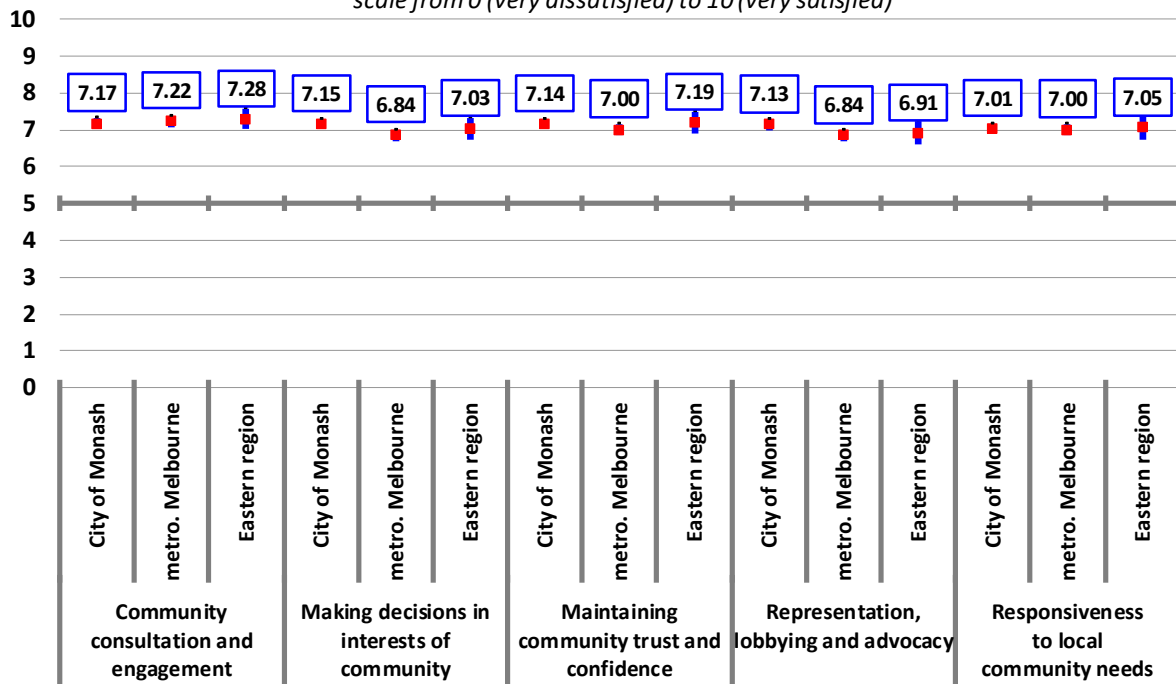 scale from 0 (very dissatisfied) to 10 (very satisfied)
10
9
8
7
6
5
4
3
2
1
0
7.17
7.22
7.28
7.15
6.84
7.03
7.14
7.00
7.19
7.13
6.84
6.91
7.01
7.00
7.05
City of Monash
metro. Melbourne
Eastern region
City of Monash
metro. Melbourne
Eastern region
City of Monash
metro. Melbourne
Eastern region
City of Monash
metro. Melbourne
Eastern region
City of Monash
metro. Melbourne
Eastern region
Community
consultation and
engagement
Making decisions in
interests of
community
Maintaining
community trust and
confidence
Representation,
lobbying and advocacy
Responsiveness
to local
community needs